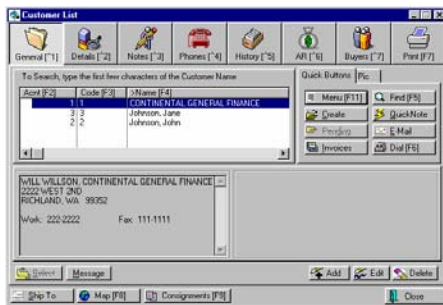 Customer List
General [^1] Details [^2] Notes [^3] Phones [^4] History [^5] AR [^6] Buyers [^7] Print [F7]
To Search, type the first few characters of the Customer Name
Quick Buttons Pic
Acnt [F2] Code [F3] >Name [F4]
1 1 CONTINENTAL GENERAL FINANCE
3 3 Johnson, Jane
2 2 Johnson, John
Menu [F11] Find [F5]
Create QuickNote
Pending E-Mail
Invoices Dial [F6]
WILL WILLSON, CONTINENTAL GENERAL FINANCE
2222 WEST 2ND
RICHLAND, WA 99352
Work: 222-2222 Fax: 111-1111
Select Message Add Edit Delete
Ship To Map [F8] Consignments [F9] Close